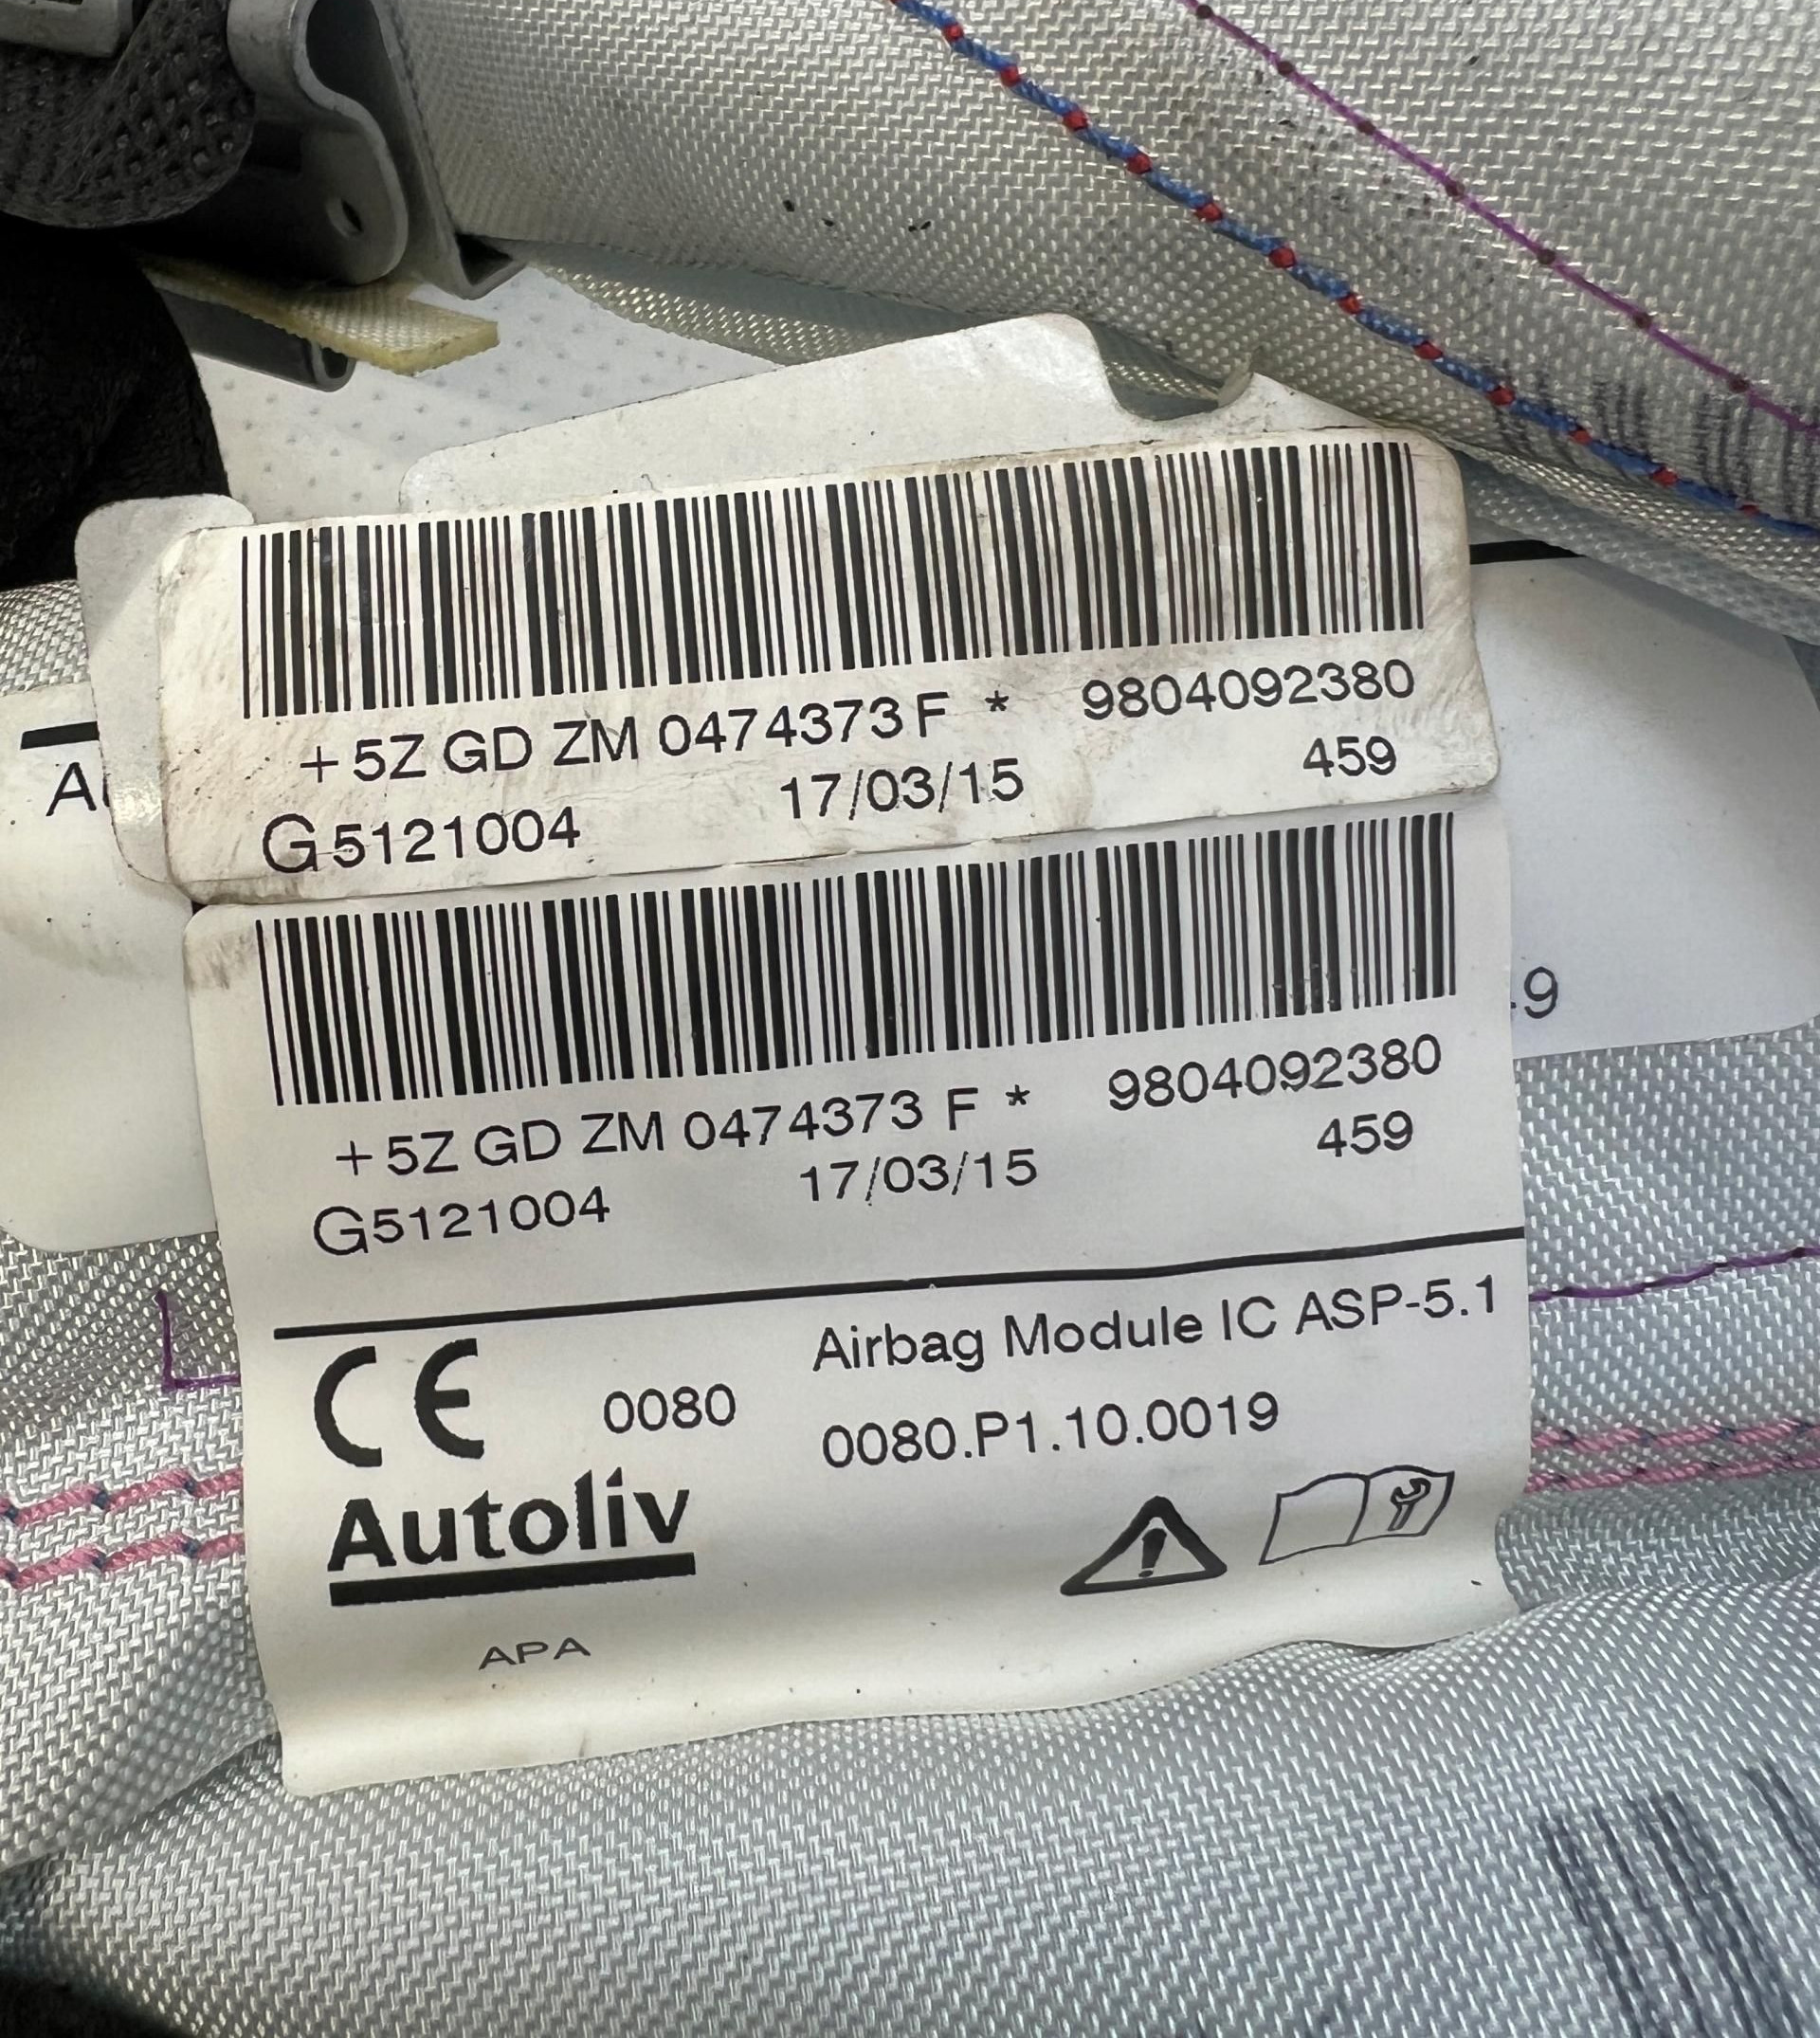 +5Z GD ZM 0474373F * 9804092380
G5121004 17/03/15 459
+5Z GD ZM 0474373 F * 9804092380
G5121004 17/03/15 459
CE 0080 Airbag Module IC ASP-5.1
0080.P1.10.0019
Autoliv
APA